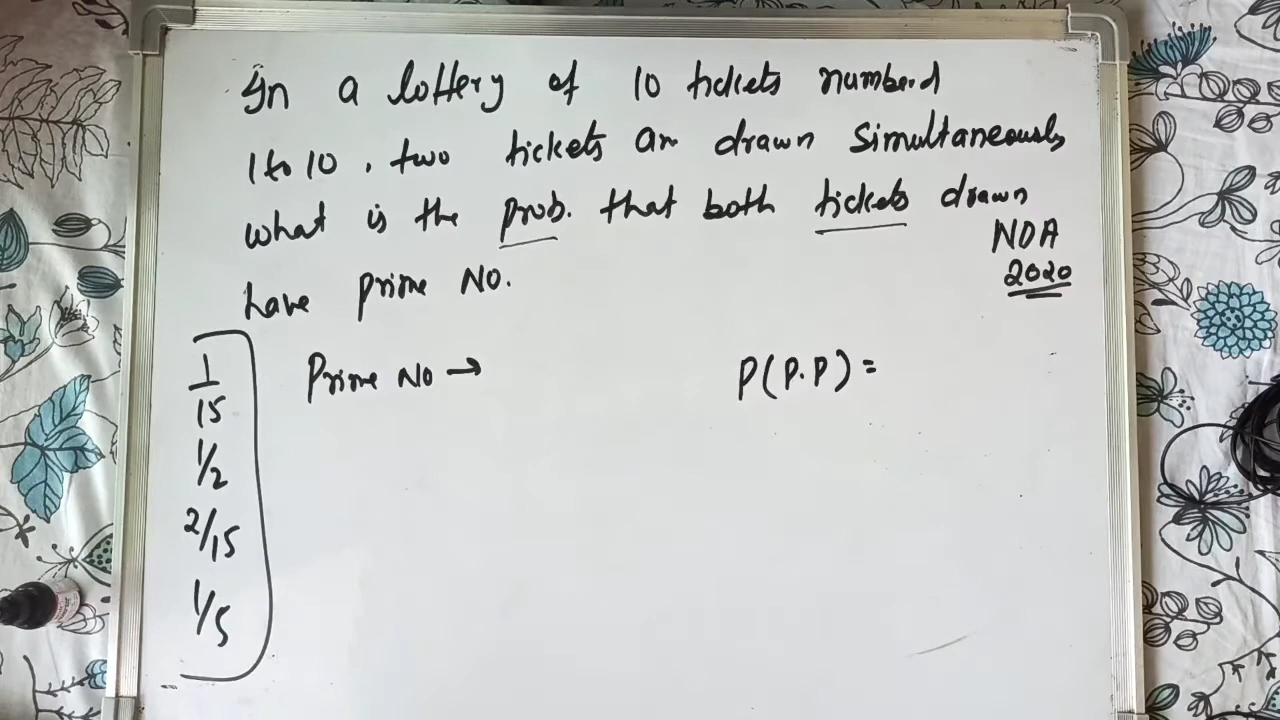 In a lottery of 10 tickets numberd
1 to 10 , two tickets are drawn simultaneously
what is the prob. that both tickets drawn
have prime No.
NDA
2020
1/15
1/2
2/15
1/5
Prime No →
P(P.P) =